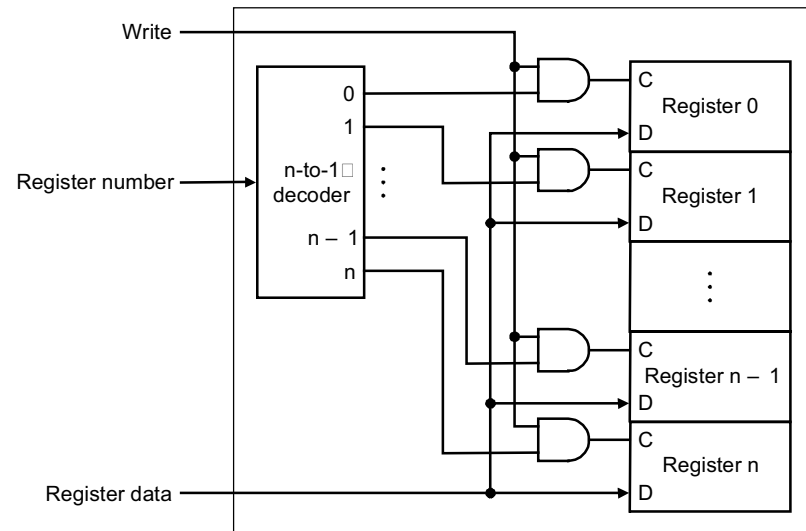 Write
0
1
n-to-1
decoder
n – 1
n
Register number
Register data
C
Register 0
D
C
Register 1
D
C
Register n – 1
D
C
Register n
D